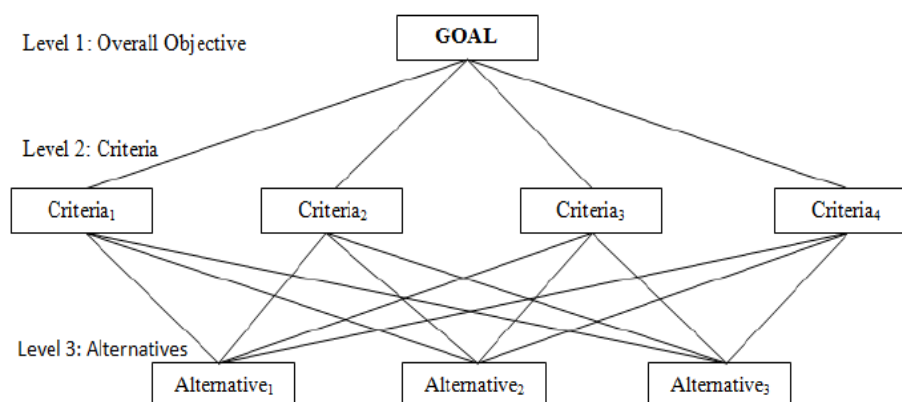 Level 1: Overall Objective
GOAL
Level 2: Criteria
Criteria₁
Criteria₂
Criteria₃
Criteria₄
Level 3: Alternatives
Alternative₁
Alternative₂
Alternative₃